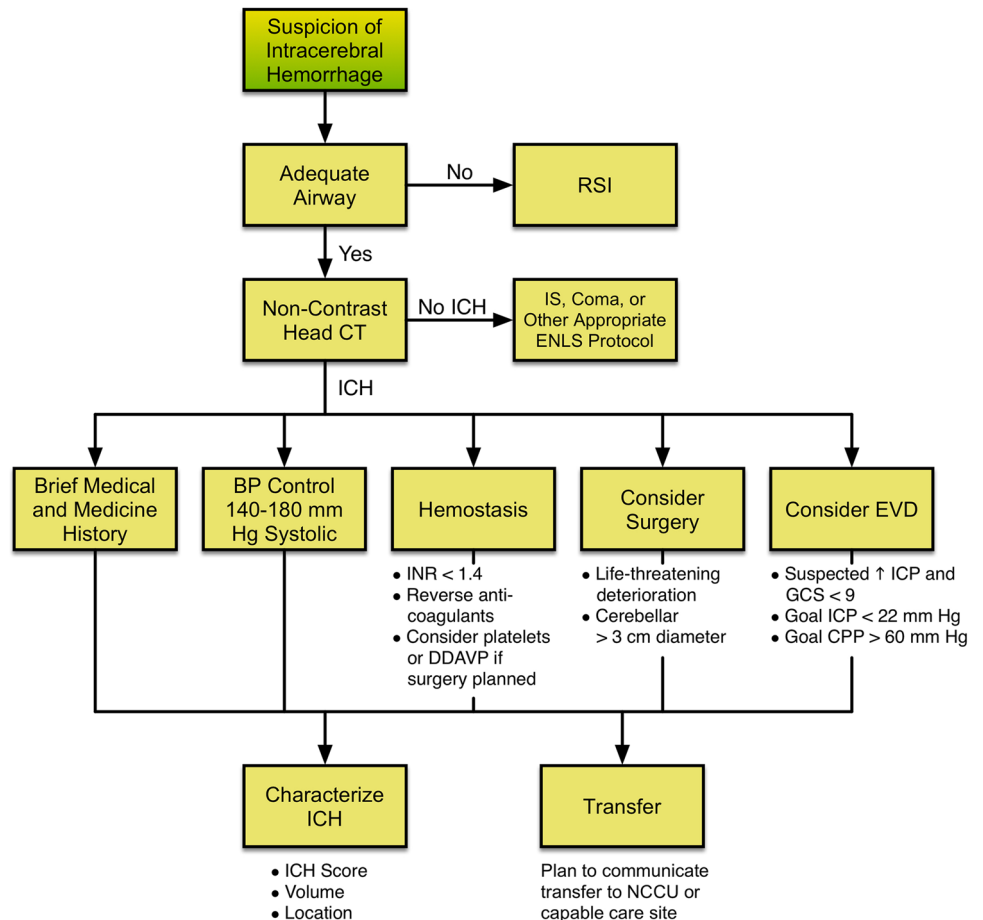 Suspicion of
Intracerebral
Hemorrhage
Adequate
Airway
No
RSI
Yes
Non-Contrast
Head CT
No ICH
IS, Coma, or
Other Appropriate
ENLS Protocol
ICH
Brief Medical
and Medicine
History
BP Control
140-180 mm
Hg Systolic
Hemostasis
• INR < 1.4
• Reverse anti-
coagulants
• Consider platelets
or DDAVP if
surgery planned
Consider
Surgery
• Life-threatening
deterioration
• Cerebellar
> 3 cm diameter
Consider EVD
• Suspected ↑ ICP and
GCS < 9
• Goal ICP < 22 mm Hg
• Goal CPP > 60 mm Hg
Characterize
ICH
• ICH Score
• Volume
• Location
Transfer
Plan to communicate
transfer to NCCU or
capable care site